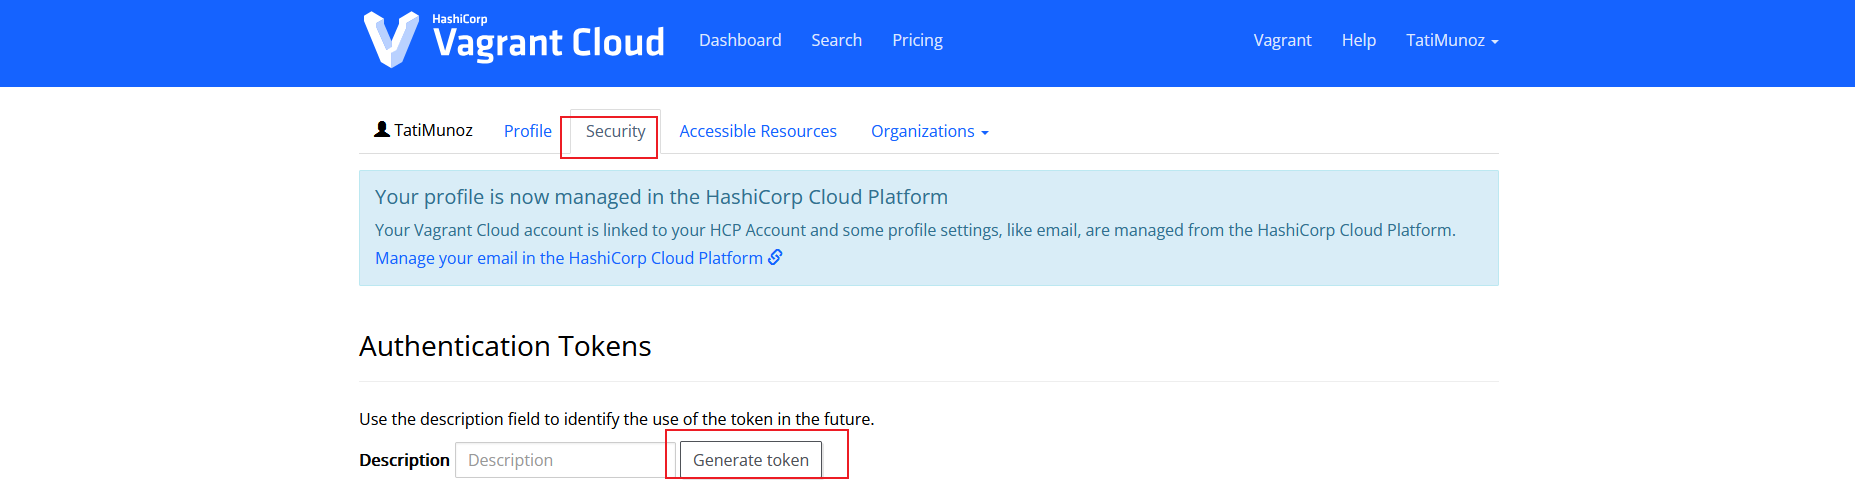 HashiCorp
Vagrant Cloud Dashboard Search Pricing Vagrant Help TatiMunoz
TatiMunoz Profile Security Accessible Resources Organizations
Your profile is now managed in the HashiCorp Cloud Platform
Your Vagrant Cloud account is linked to your HCP Account and some profile settings, like email, are managed from the HashiCorp Cloud Platform.
Manage your email in the HashiCorp Cloud Platform
Authentication Tokens
Use the description field to identify the use of the token in the future.
Description Description Generate token